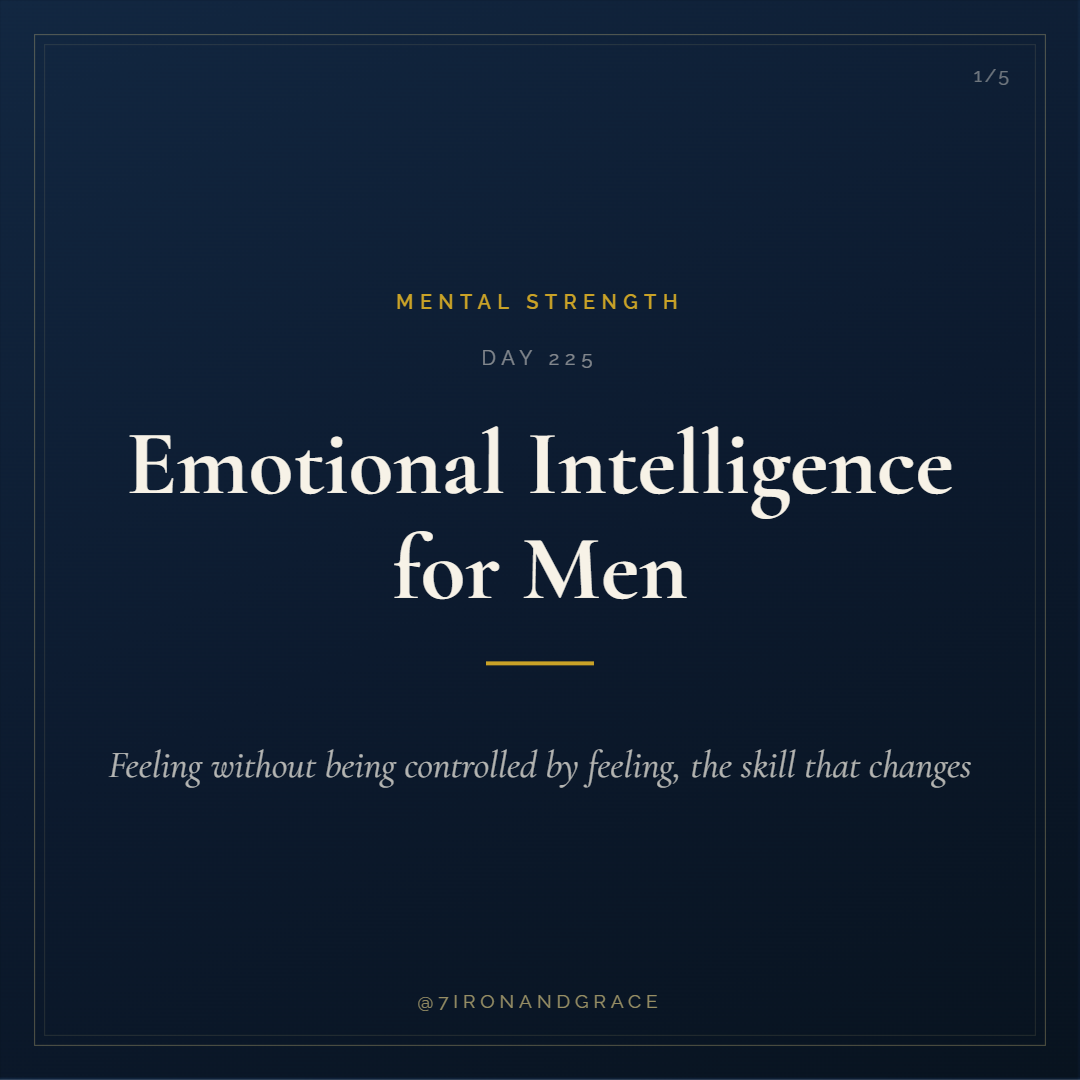 1/5
MENTAL STRENGTH
DAY 225
Emotional Intelligence
for Men
Feeling without being controlled by feeling, the skill that changes
@7IRONANDGRACE